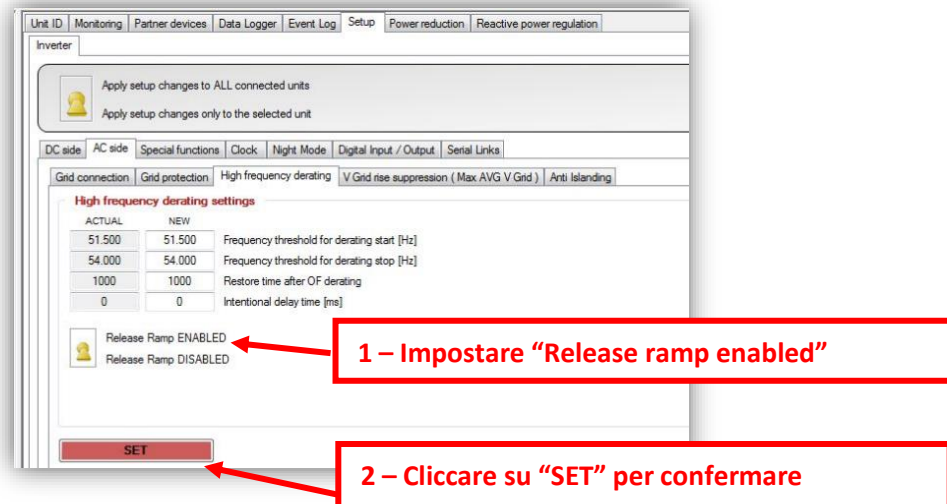 Unit ID Monitoring Partner devices Data Logger Event Log Setup Power reduction Reactive power regulation
Inverter
Apply setup changes to ALL connected units
Apply setup changes only to the selected unit
DC side AC side Special functions Clock Night Mode Digital Input / Output Serial Links
Grid connection Grid protection High frequency derating V Grid rise suppression ( Max AVG V Grid ) Anti Islanding
High frequency derating settings
ACTUAL NEW
51.500 51.500 Frequency threshold for derating start [Hz]
54.000 54.000 Frequency threshold for derating stop [Hz]
1000 1000 Restore time after OF derating
0 0 Intentional delay time [ms]
Release Ramp ENABLED
Release Ramp DISABLED
1 – Impostare “Release ramp enabled”
SET
2 – Cliccare su “SET” per confermare